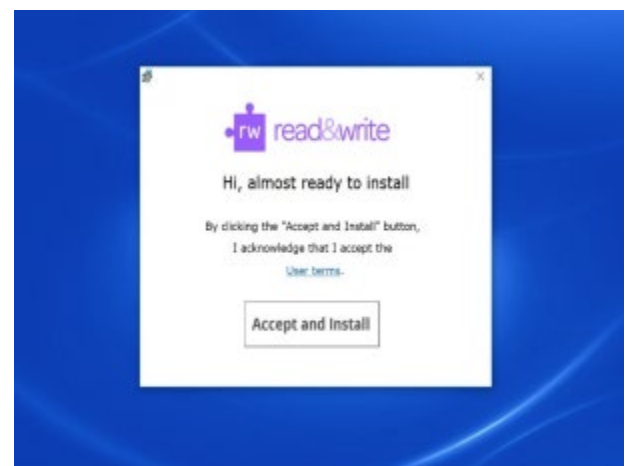 rw read&write
Hi, almost ready to install
By clicking the "Accept and Install" button,
I acknowledge that I accept the
User terms.
Accept and Install